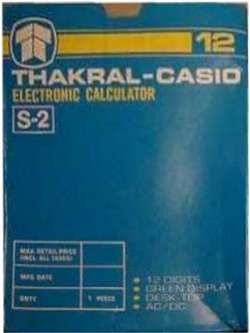 12
THAKRAL-CASIO
ELECTRONIC CALCULATOR
S-2
MAX RETAIL PRICE
(INCL. ALL TAXES)
MFG DATE
QNTY 1 PIECE
• 12 DIGITS
• GREEN DISPLAY
• DESK-TOP
• AC/DC